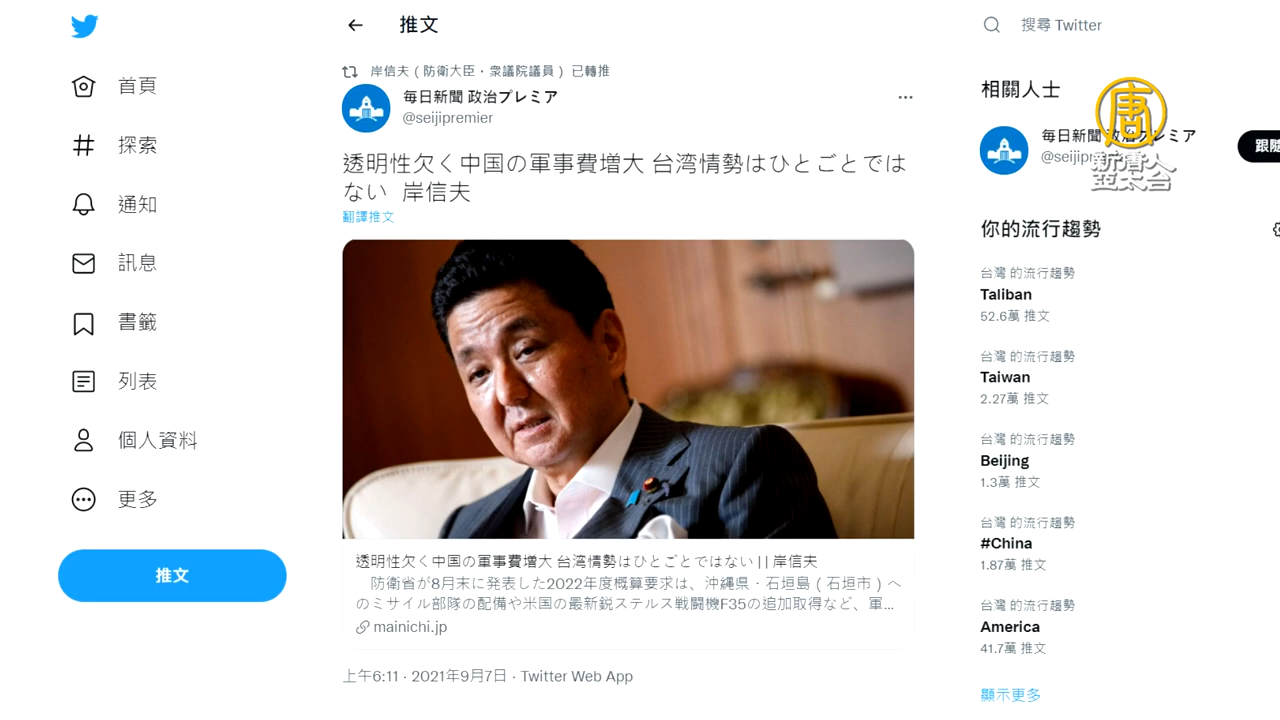 推文
搜尋 Twitter
首頁
探索
通知
訊息
書籤
列表
個人資料
更多
推文
岸信夫（防衛大臣・衆議院議員） 已轉推
毎日新聞 政治プレミア
@seijipremier
透明性欠く中国の軍事費増大 台湾情勢はひとごとでは
ない 岸信夫
翻譯推文
透明性欠く中国の軍事費増大 台湾情勢はひとごとではない | | 岸信夫
防衛省が8月末に発表した2022年度概算要求は、沖縄県・石垣島（石垣市）へ
のミサイル部隊の配備や米国の最新鋭ステルス戦闘機F35の追加取得など、軍...
mainichi.jp
上午6:11 · 2021年9月7日 · Twitter Web App
相關人士
唐
新唐人
亞太台
毎日新聞 政治プレミア
@seijipr
跟隨
你的流行趨勢
台灣 的流行趨勢
Taliban
52.6萬 推文
台灣 的流行趨勢
Taiwan
2.27萬 推文
台灣 的流行趨勢
Beijing
1.3萬 推文
台灣 的流行趨勢
#China
1.87萬 推文
台灣 的流行趨勢
America
41.7萬 推文
顯示更多